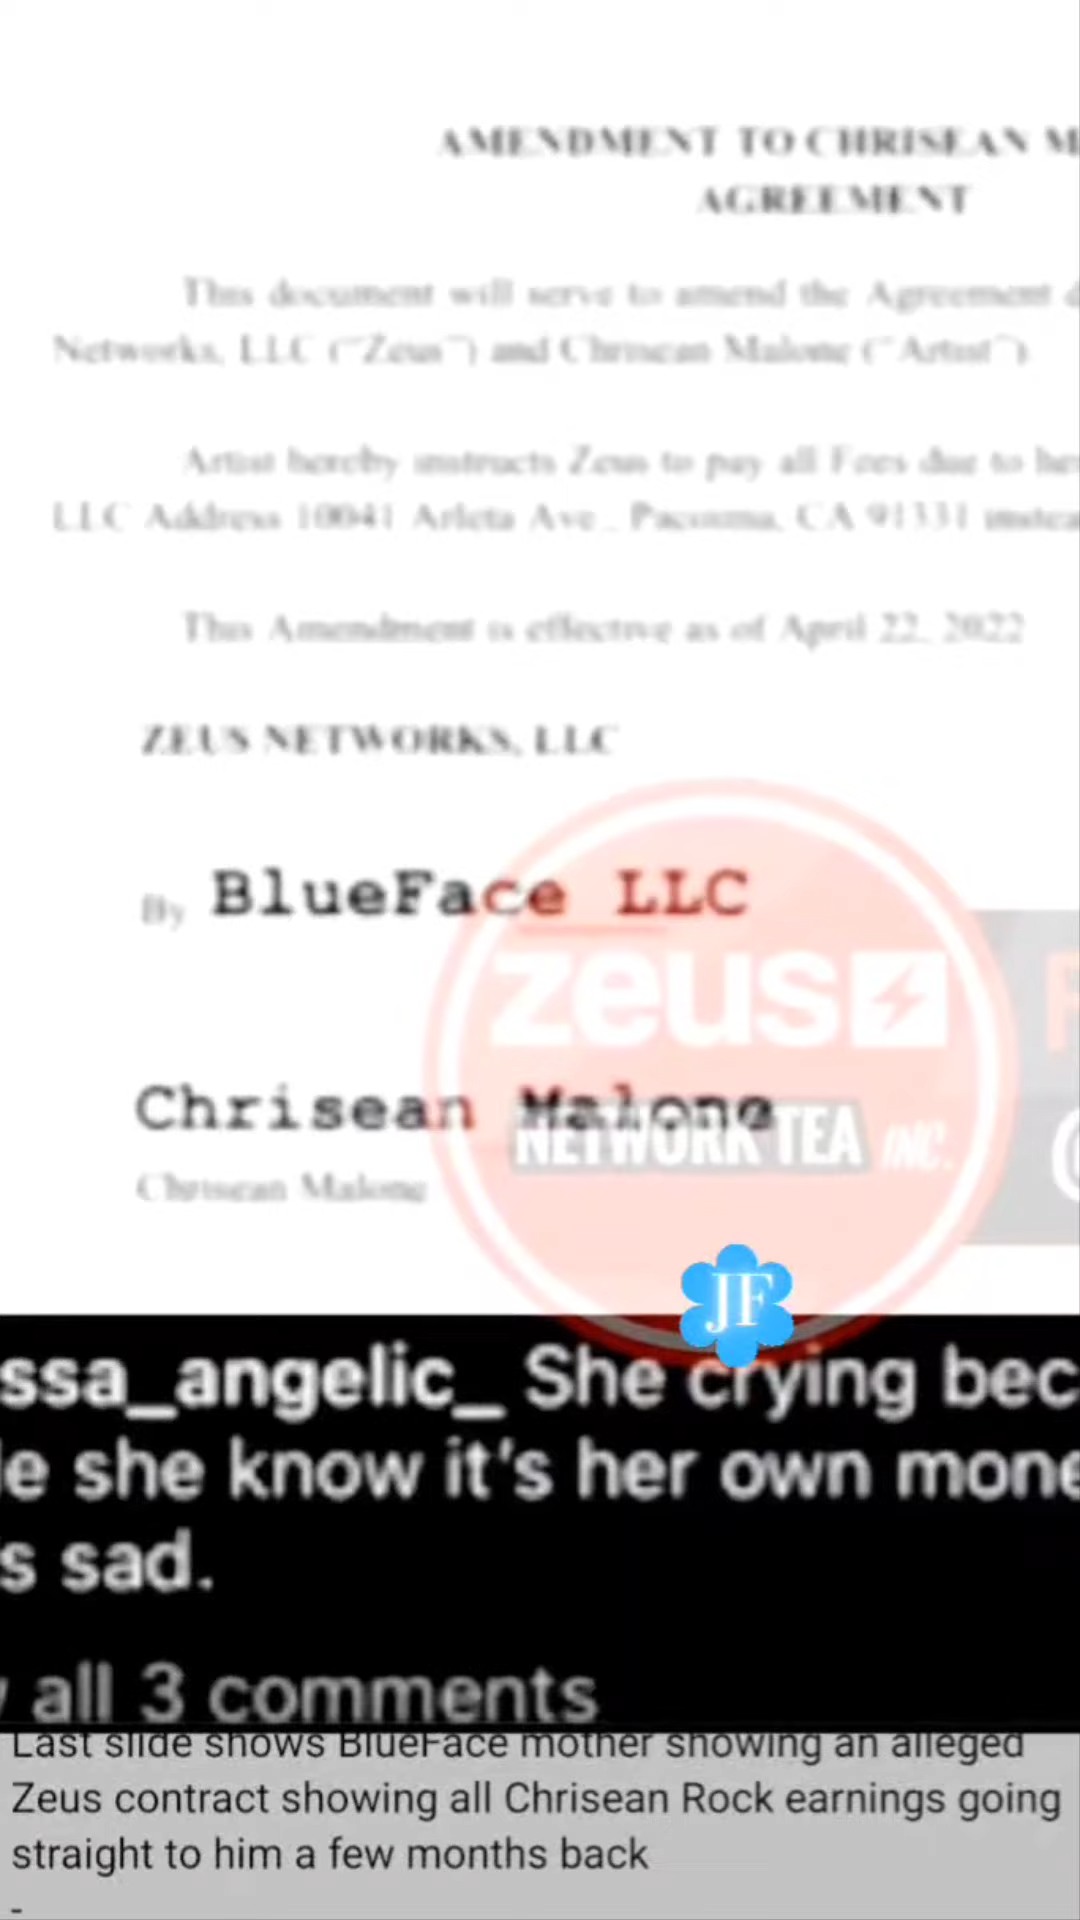 AMENDMENT TO CHRISEAN M
AGREEMENT
This document will serve to amend the Agreement d
Networks, LLC ("Zeus") and Chrisean Malone ("Artist")
Artist hereby instructs Zeus to pay all Fees due to her
LLC Address 10041 Arleta Ave., Pacoima, CA 91331 instea
This Amendment is effective as of April 22, 2022
ZEUS NETWORKS, LLC
By BlueFace LLC
zeus
Chrisean Malone
NETWORK TEA INC.
Chrisean Malone
JF
ssa_angelic_ She crying bec
le she know it's her own mone
's sad.
all 3 comments
Last slide shows BlueFace mother showing an alleged
Zeus contract showing all Chrisean Rock earnings going
straight to him a few months back
-